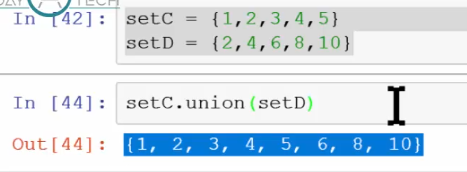 TECH
In [42]: setC = {1,2,3,4,5}
setD = {2,4,6,8,10}
In [44]: setC.union(setD)
Out[44]: {1, 2, 3, 4, 5, 6, 8, 10}